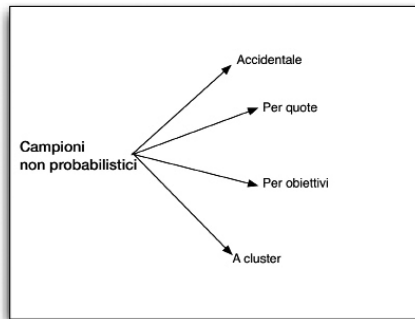 Accidentale
Per quote
Campioni
non probabilistici
Per obiettivi
A cluster